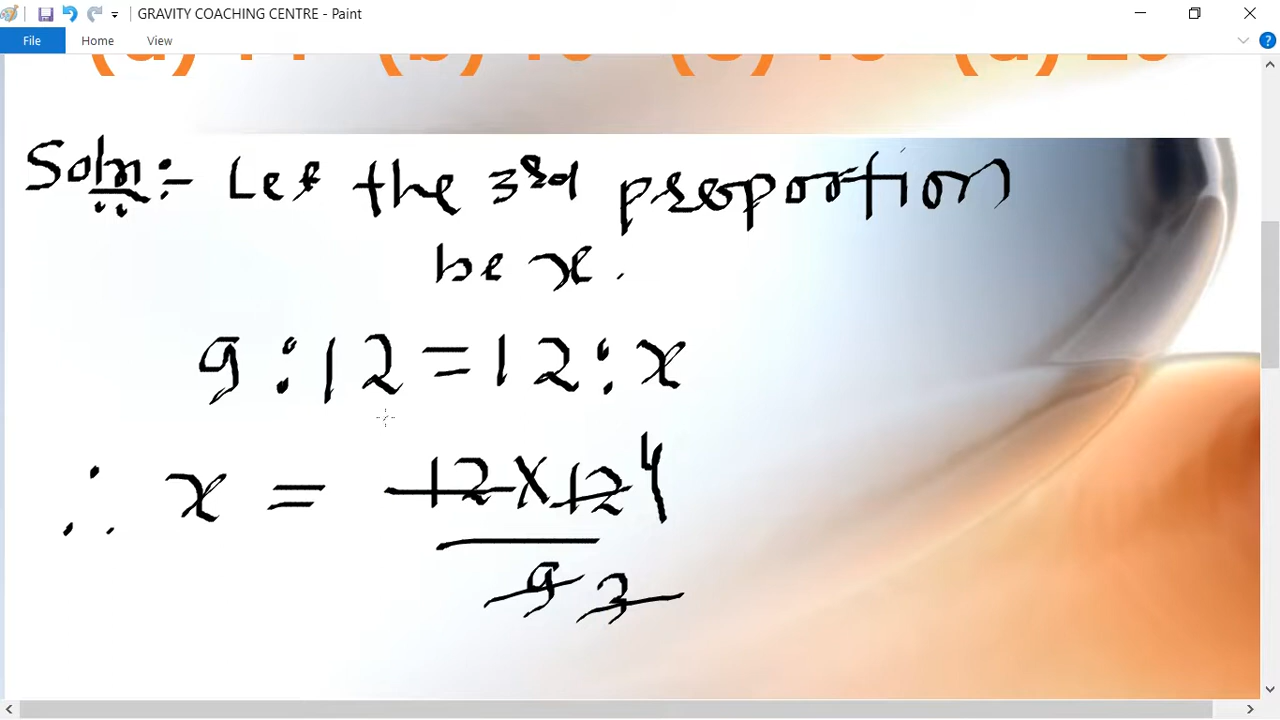 GRAVITY COACHING CENTRE - Paint
File Home View
Soln:- Let the 3rd proportion
be x.
9 : 12 = 12 : x
∴ x = 12 X 12 4
9 3